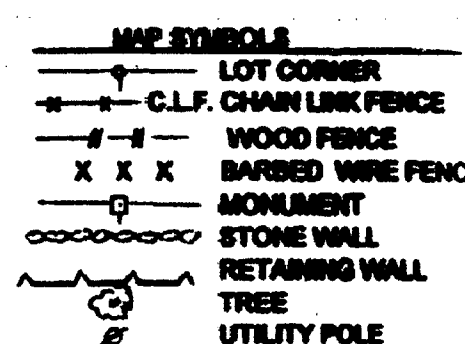 MAP SYMBOLS
LOT CORNER
C.L.F. CHAIN LINK FENCE
WOOD FENCE
X X X BARBED WIRE FENC
MONUMENT
STONE WALL
RETAINING WALL
TREE
UTILITY POLE